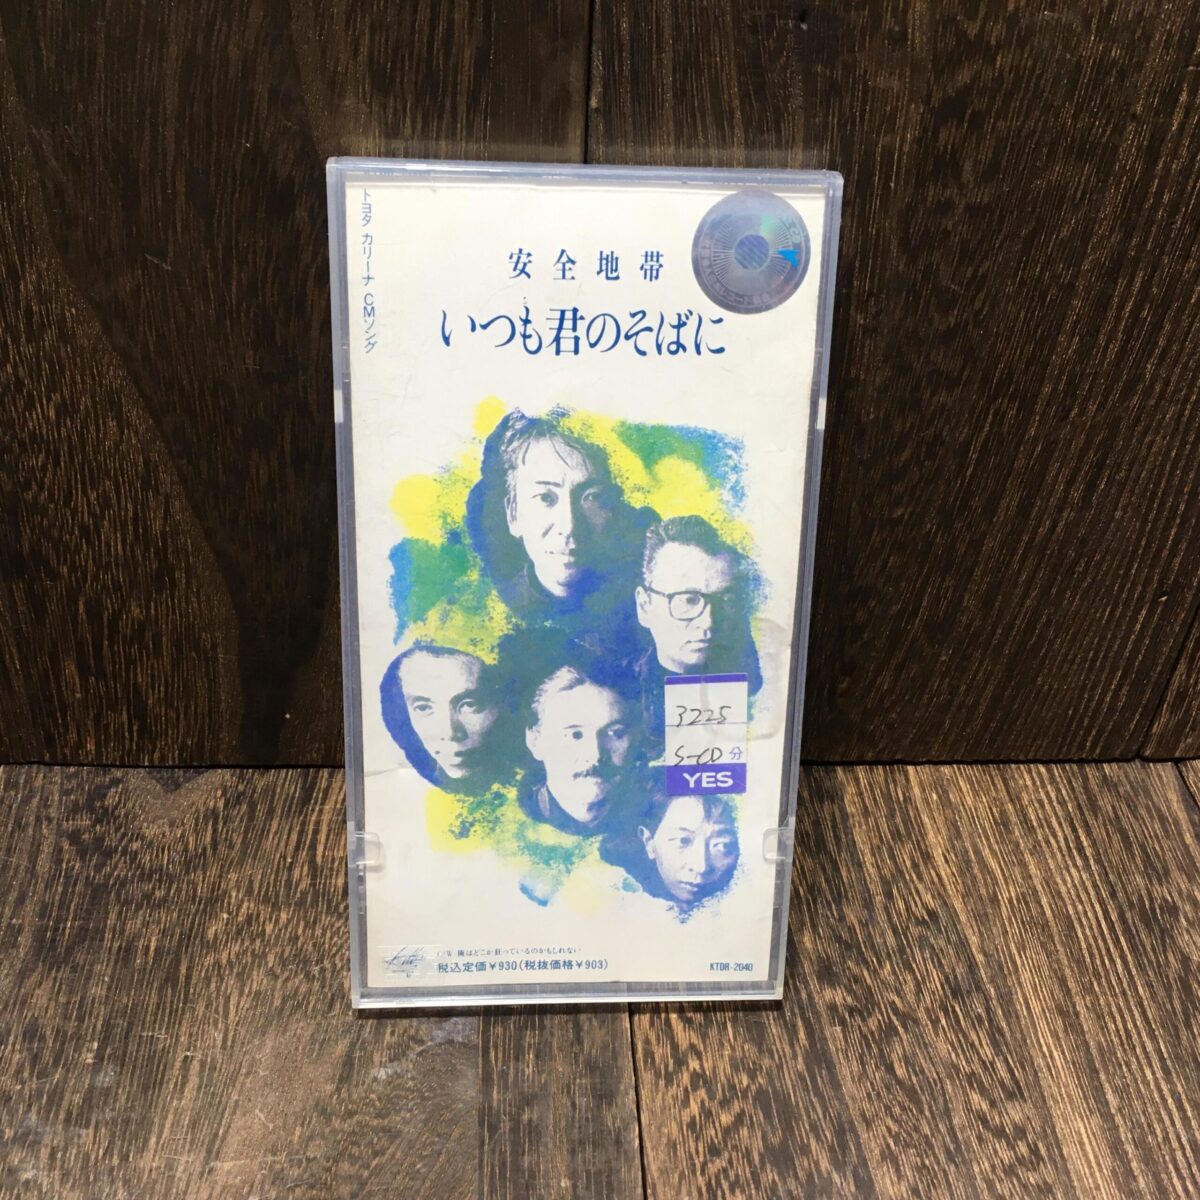 トヨタ カリーナ CMソング
安全地帯
いつも君のそばに
3225
S-CD 分
YES
C/W 俺はどこか狂っているのかもしれない
税込定価¥930(税抜価格¥903)
KTDR-2040
Kitty